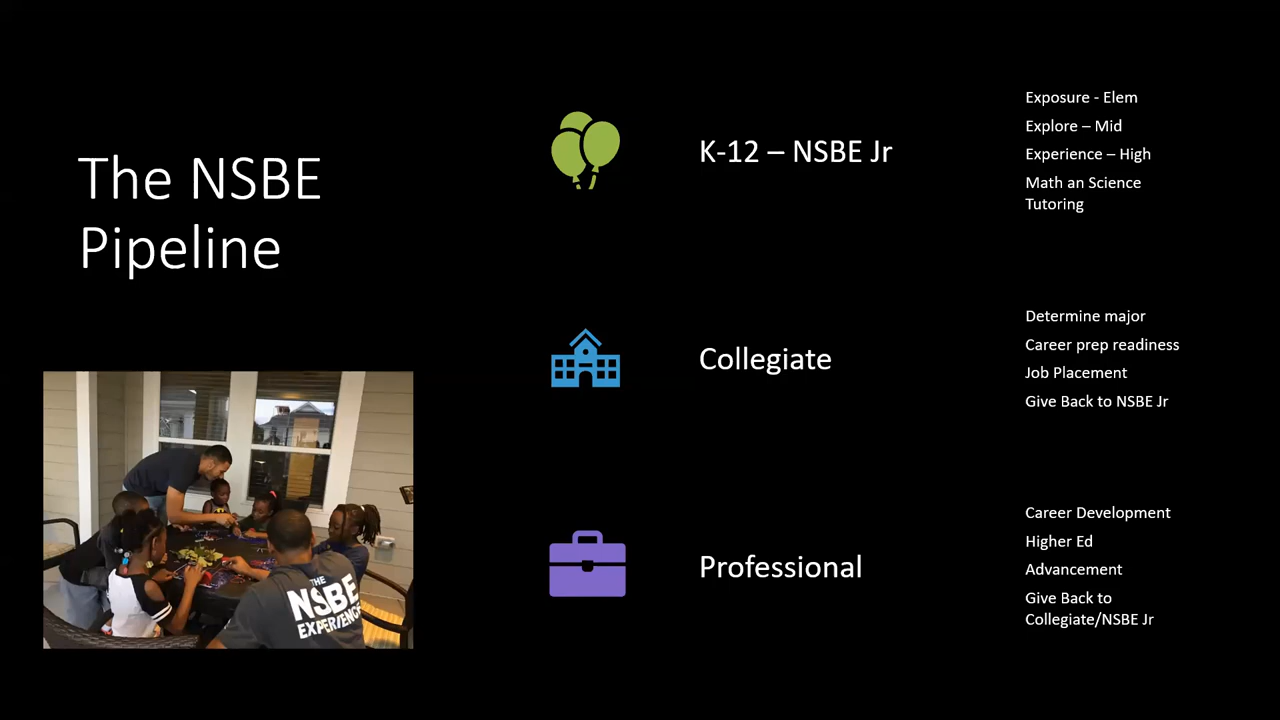 The NSBE
Pipeline
K-12 – NSBE Jr
Exposure - Elem
Explore – Mid
Experience – High
Math an Science
Tutoring
Collegiate
Determine major
Career prep readiness
Job Placement
Give Back to NSBE Jr
Professional
Career Development
Higher Ed
Advancement
Give Back to
Collegiate/NSBE Jr
THE
NSBE
EXPERIENCE